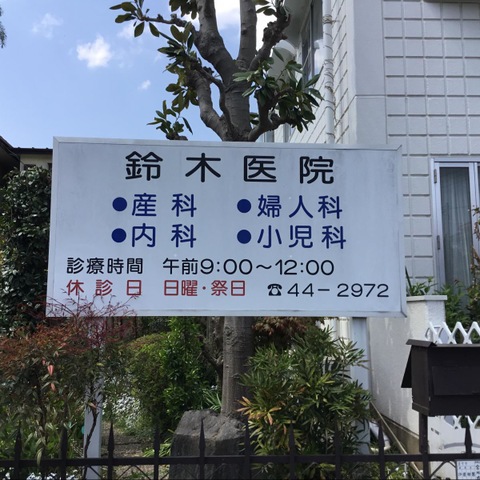 鈴木医院
●産科 ●婦人科
●内科 ●小児科
診療時間 午前9:00～12:00
休診日 日曜・祭日 ☎44-2972